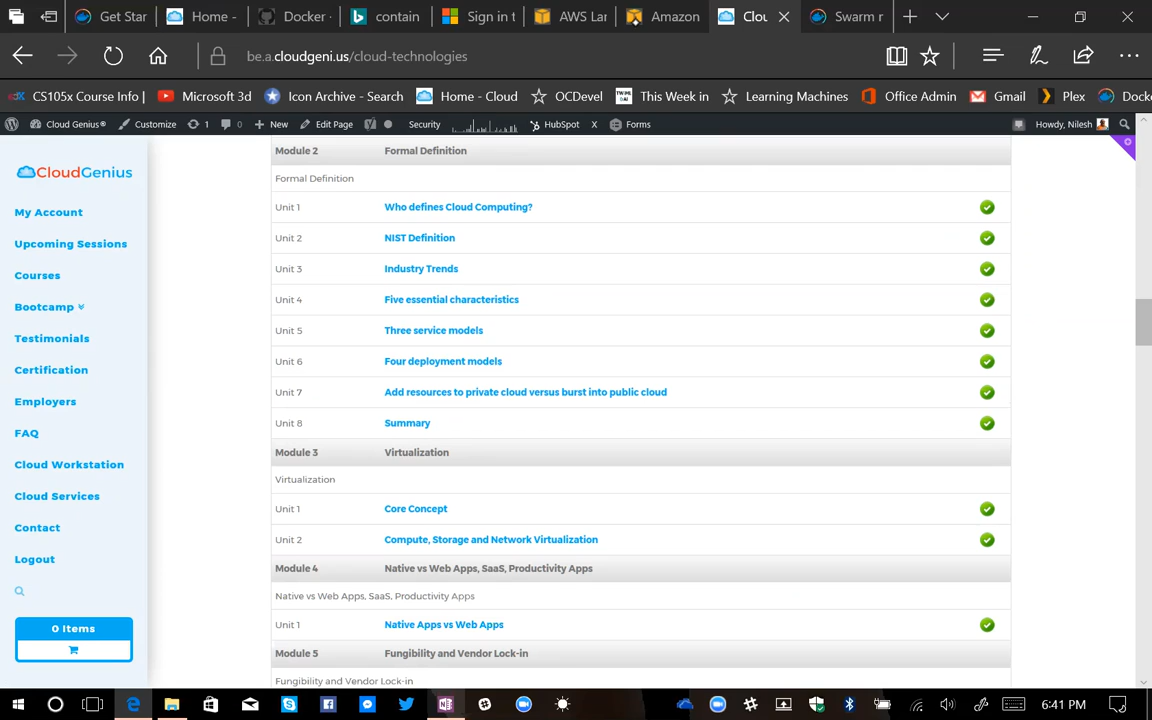 Get Star
Home -
Docker -
contain
Sign in t
AWS Lar
Amazon
Clou
Swarm r
be.a.cloudgeni.us/cloud-technologies
CS105x Course Info |
Microsoft 3d
Icon Archive - Search
Home - Cloud
OCDevel
This Week in
Learning Machines
Office Admin
Gmail
Plex
Docke
Cloud Genius®
Customize
1
0
New
Edit Page
Security
HubSpot
X
Forms
Howdy, Nilesh
CloudGenius
My Account
Upcoming Sessions
Courses
Bootcamp
Testimonials
Certification
Employers
FAQ
Cloud Workstation
Cloud Services
Contact
Logout
0 Items
Module 2 Formal Definition
Formal Definition
Unit 1 Who defines Cloud Computing?
Unit 2 NIST Definition
Unit 3 Industry Trends
Unit 4 Five essential characteristics
Unit 5 Three service models
Unit 6 Four deployment models
Unit 7 Add resources to private cloud versus burst into public cloud
Unit 8 Summary
Module 3 Virtualization
Virtualization
Unit 1 Core Concept
Unit 2 Compute, Storage and Network Virtualization
Module 4 Native vs Web Apps, SaaS, Productivity Apps
Native vs Web Apps, SaaS, Productivity Apps
Unit 1 Native Apps vs Web Apps
Module 5 Fungibility and Vendor Lock-in
Fungibility and Vendor Lock-in
6:41 PM